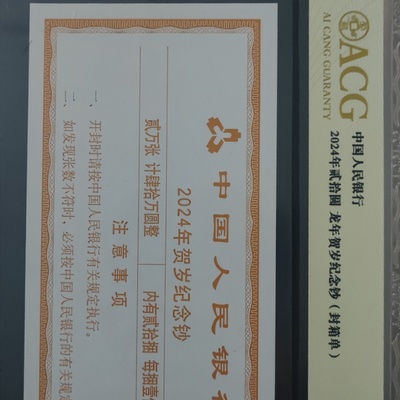 ACG
AI CANG GUARANTY
中国人民银行
2024年贰拾圆 龙年贺岁纪念钞（封箱单）
中国人民银
2024年贺岁纪念钞
贰万张 计肆拾万圆整 内有贰拾捆 每捆壹
注意事项
一、开封时请按中国人民银行有关规定执行。
二、如发现张数不符时，必须按中国人民银行的有关规